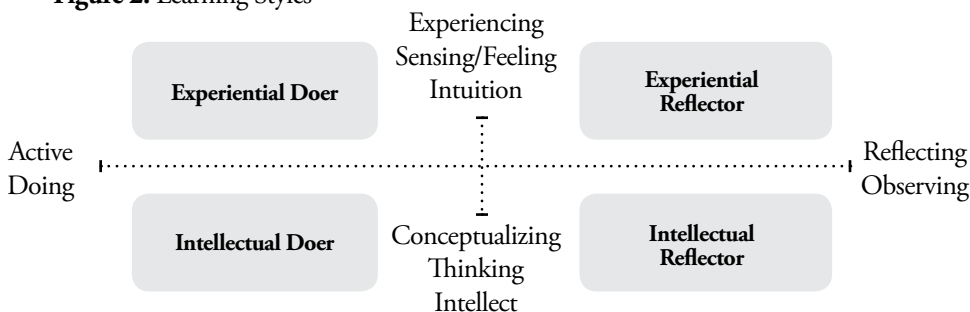 Figure 2. Learning Styles
Experiencing
Sensing/Feeling
Intuition
Experiential Doer
Experiential
Reflector
Active
Doing
Reflecting
Observing
Intellectual Doer
Conceptualizing
Thinking
Intellect
Intellectual
Reflector